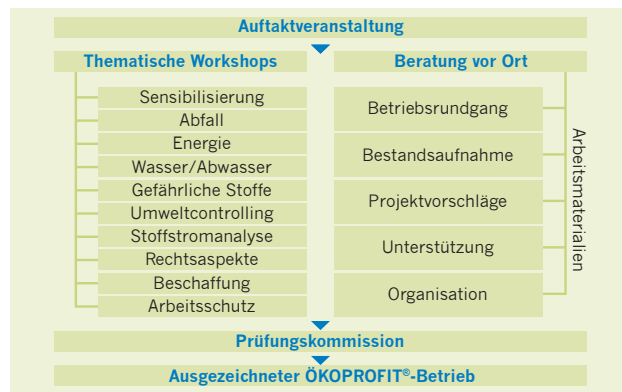 Auftaktveranstaltung
Thematische Workshops
Sensibilisierung
Abfall
Energie
Wasser/Abwasser
Gefährliche Stoffe
Umweltcontrolling
Stoffstromanalyse
Rechtsaspekte
Beschaffung
Arbeitsschutz
Beratung vor Ort
Betriebsrundgang
Bestandsaufnahme
Projektvorschläge
Unterstützung
Organisation
Arbeitsmaterialien
Prüfungskommission
Ausgezeichneter ÖKOPROFIT®-Betrieb